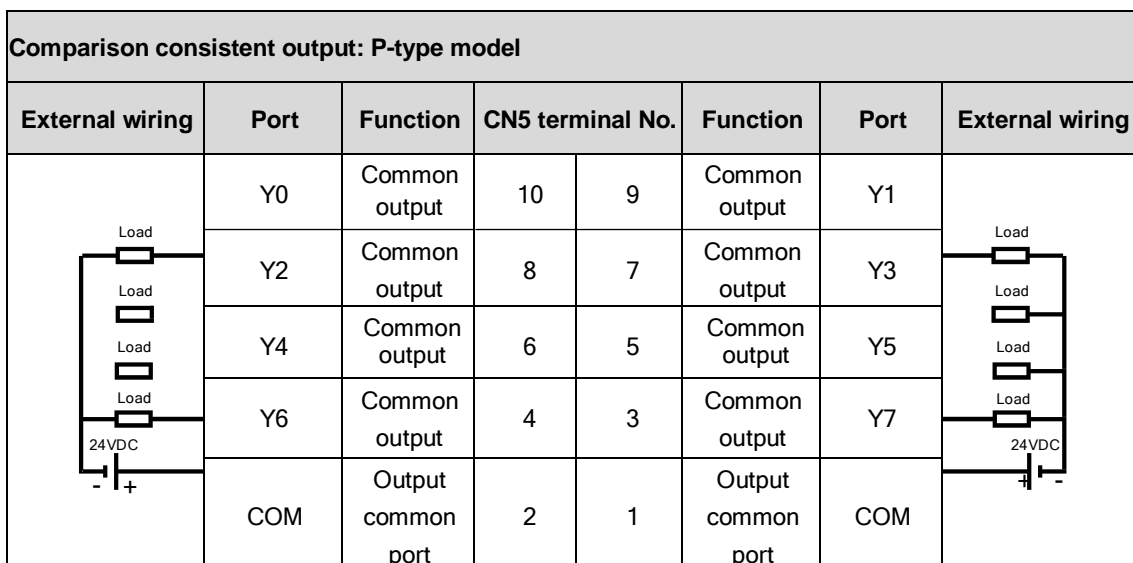 Comparison consistent output: P-type model
External wiring Port Function CN5 terminal No. Function Port External wiring
Y0 Common output 10 9 Common output Y1
Load Load
Y2 Common output 8 7 Common output Y3
Load Load
Y4 Common output 6 5 Common output Y5
Load Load
Load Load
Y6 Common output 4 3 Common output Y7
24VDC 24VDC
- + + -
COM Output common port 2 1 Output common port COM